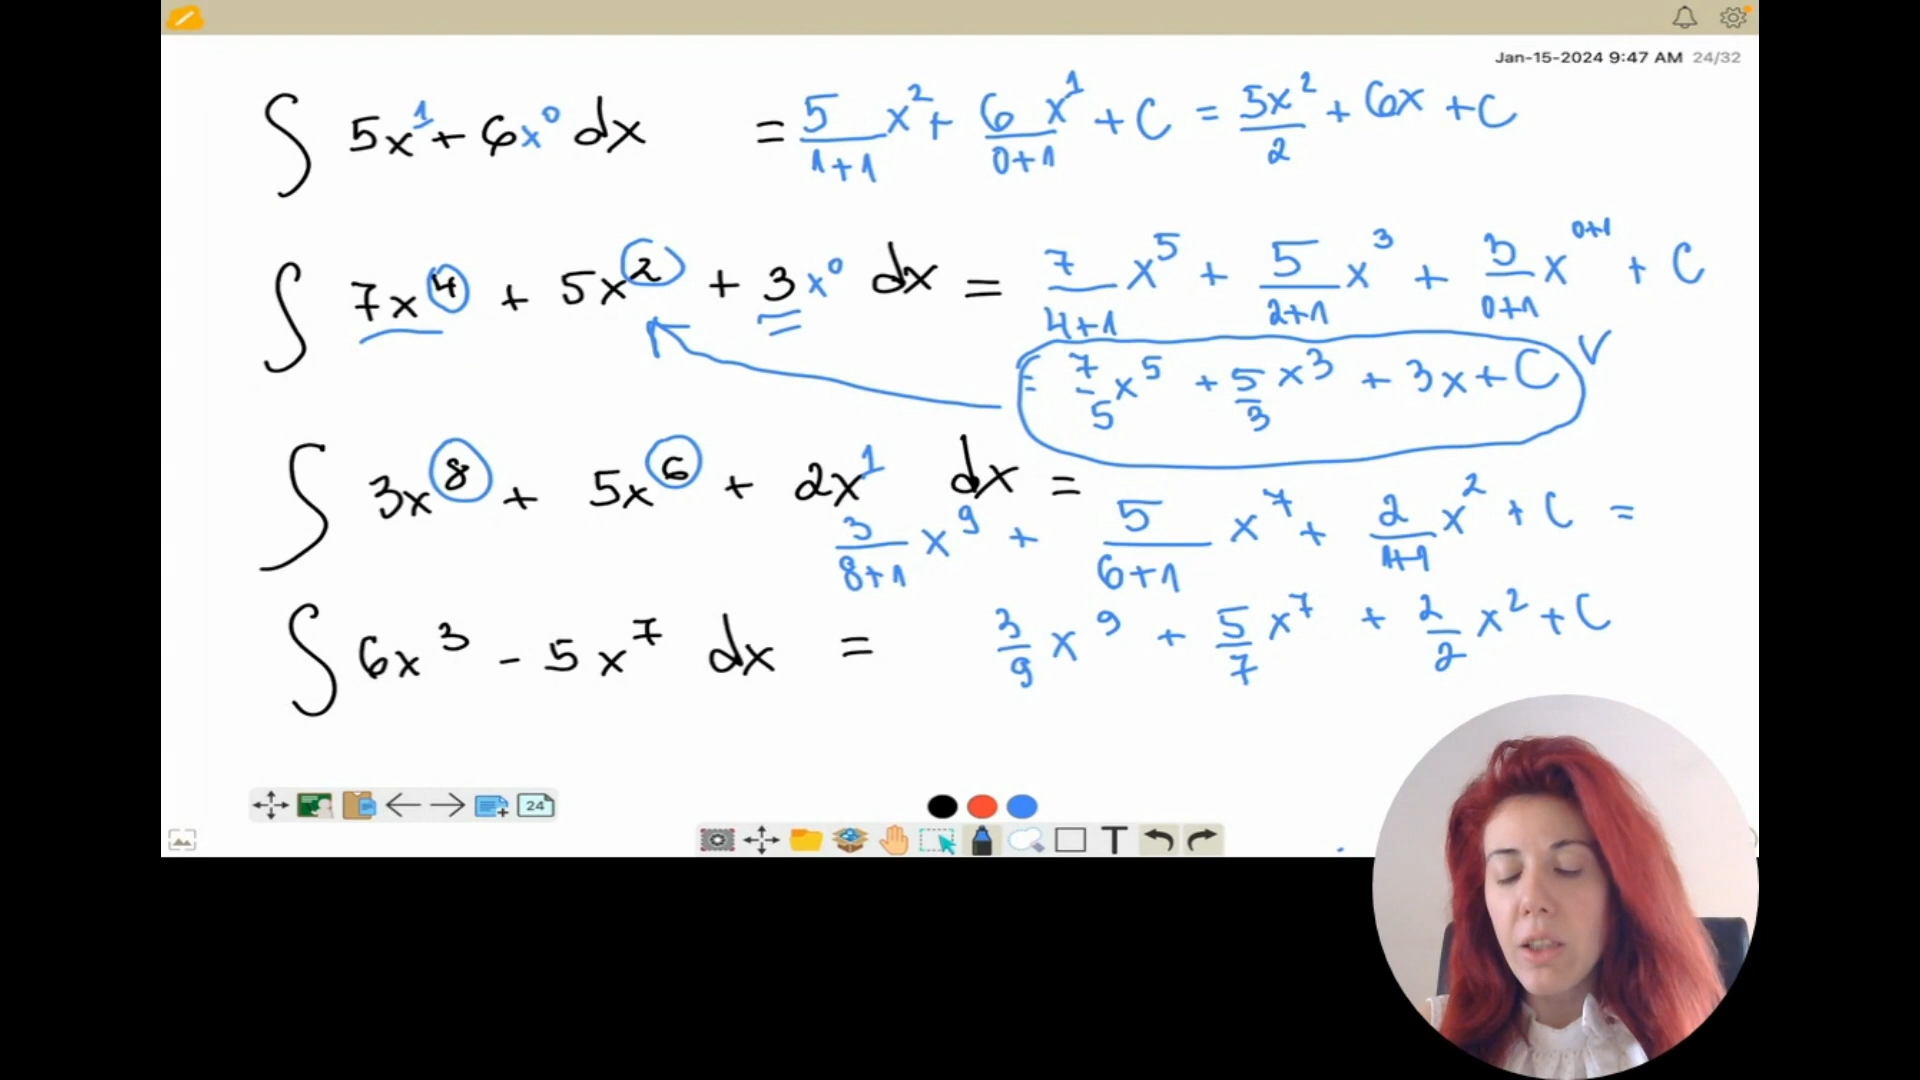 Jan-15-2024 9:47 AM 24/32
∫ 5x¹ + 6x⁰ dx = 5/(1+1) x² + 6/(0+1) x¹ + C = 5x²/2 + 6x + C
∫ 7x⁴ + 5x² + 3x⁰ dx = 7/(4+1) x⁵ + 5/(2+1) x³ + 3/(0+1) x⁰⁺¹ + C
= 7/5 x⁵ + 5/3 x³ + 3x + C
∫ 3x⁸ + 5x⁶ + 2x¹ dx =
3/(8+1) x⁹ + 5/(6+1) x⁷ + 2/(1+1) x² + C =
3/9 x⁹ + 5/7 x⁷ + 2/2 x² + C
∫ 6x³ - 5x⁷ dx =
24
T